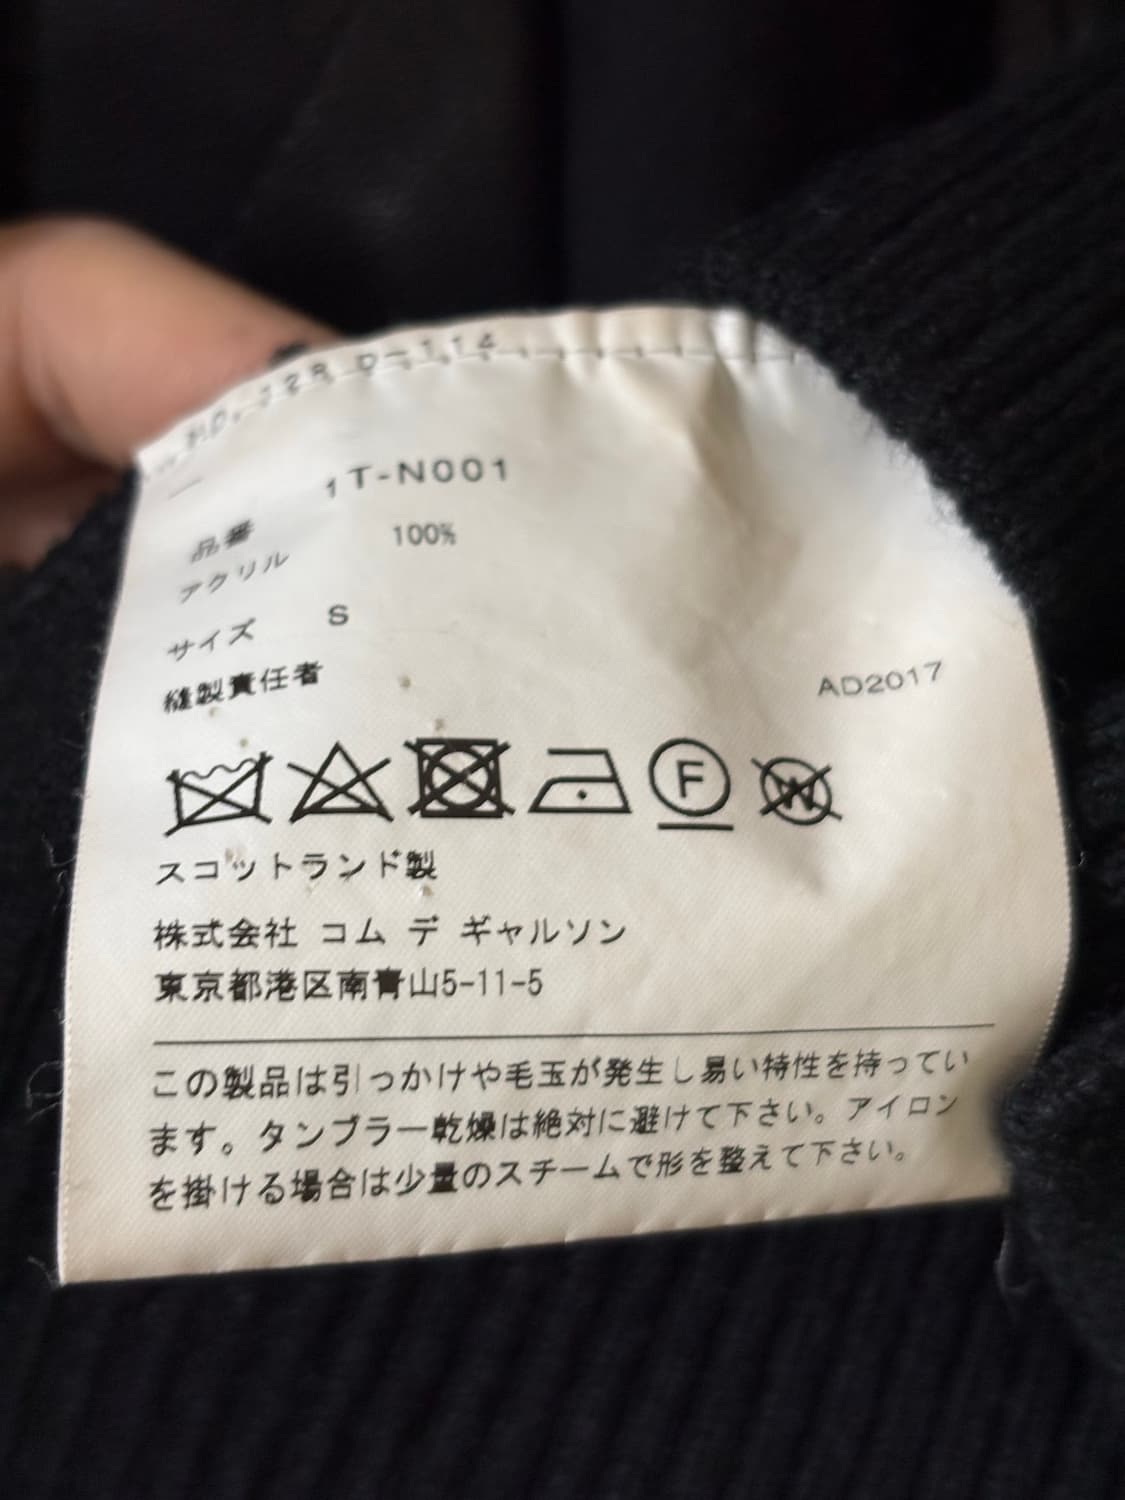 品番 1T-N001
アクリル 100%
サイズ S
縫製責任者
AD2017
F
W
スコットランド製
株式会社 コム デ ギャルソン
東京都港区南青山5-11-5
この製品は引っかけや毛玉が発生し易い特性を持ってい
ます。タンブラー乾燥は絶対に避けて下さい。アイロン
を掛ける場合は少量のスチームで形を整えて下さい。